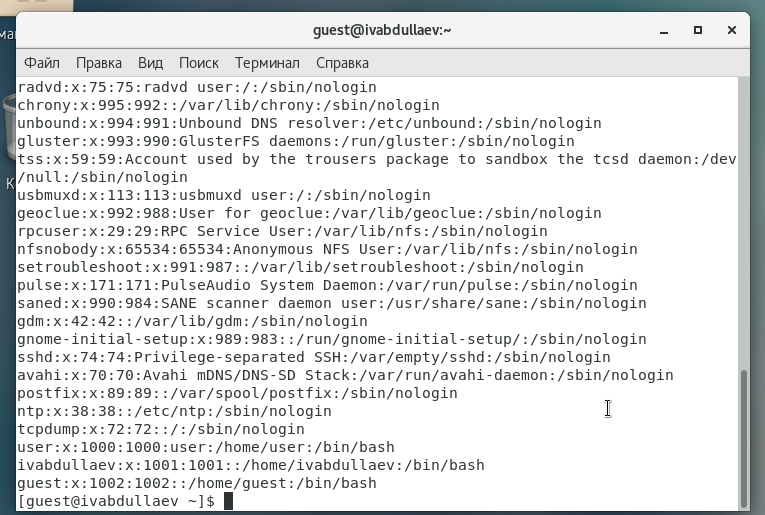 guest@ivabdullaev:~
Файл Правка Вид Поиск Терминал Справка
radvd:x:75:75:radvd user:/:/sbin/nologin
chrony:x:995:992::/var/lib/chrony:/sbin/nologin
unbound:x:994:991:Unbound DNS resolver:/etc/unbound:/sbin/nologin
gluster:x:993:990:GlusterFS daemons:/run/gluster:/sbin/nologin
tss:x:59:59:Account used by the trousers package to sandbox the tcsd daemon:/dev
/null:/sbin/nologin
usbmuxd:x:113:113:usbmuxd user:/:/sbin/nologin
geoclue:x:992:988:User for geoclue:/var/lib/geoclue:/sbin/nologin
rpcuser:x:29:29:RPC Service User:/var/lib/nfs:/sbin/nologin
nfsnobody:x:65534:65534:Anonymous NFS User:/var/lib/nfs:/sbin/nologin
setroubleshoot:x:991:987::/var/lib/setroubleshoot:/sbin/nologin
pulse:x:171:171:PulseAudio System Daemon:/var/run/pulse:/sbin/nologin
saned:x:990:984:SANE scanner daemon user:/usr/share/sane:/sbin/nologin
gdm:x:42:42::/var/lib/gdm:/sbin/nologin
gnome-initial-setup:x:989:983::/run/gnome-initial-setup/:/sbin/nologin
sshd:x:74:74:Privilege-separated SSH:/var/empty/sshd:/sbin/nologin
avahi:x:70:70:Avahi mDNS/DNS-SD Stack:/var/run/avahi-daemon:/sbin/nologin
postfix:x:89:89::/var/spool/postfix:/sbin/nologin
ntp:x:38:38::/etc/ntp:/sbin/nologin
tcpdump:x:72:72::/:/sbin/nologin
user:x:1000:1000:user:/home/user:/bin/bash
ivabdullaev:x:1001:1001::/home/ivabdullaev:/bin/bash
guest:x:1002:1002::/home/guest:/bin/bash
[guest@ivabdullaev ~]$